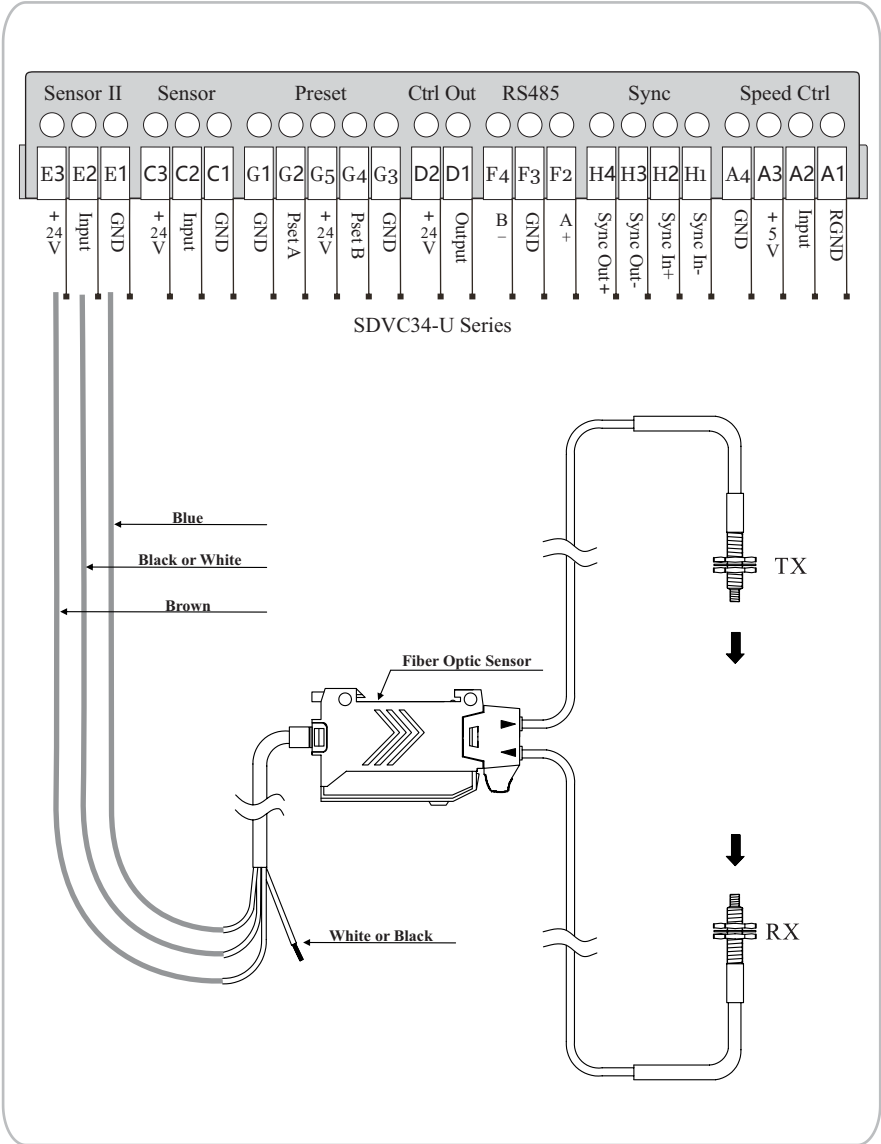 Sensor II Sensor Preset Ctrl Out RS485 Sync Speed Ctrl
E3 E2 E1 C3 C2 C1 G1 G2 G5 G4 G3 D2 D1 F4 F3 F2 H4 H3 H2 H1 A4 A3 A2 A1
+24V
Input
GND
+24V
Input
GND
GND
Pset A
+24V
Pset B
GND
+24V
Output
B-
GND
A+
Sync Out+
Sync Out-
Sync In+
Sync In-
GND
+5V
Input
RGND
SDVC34-U Series
Blue
Black or White
TX
Brown
Fiber Optic Sensor
White or Black
RX